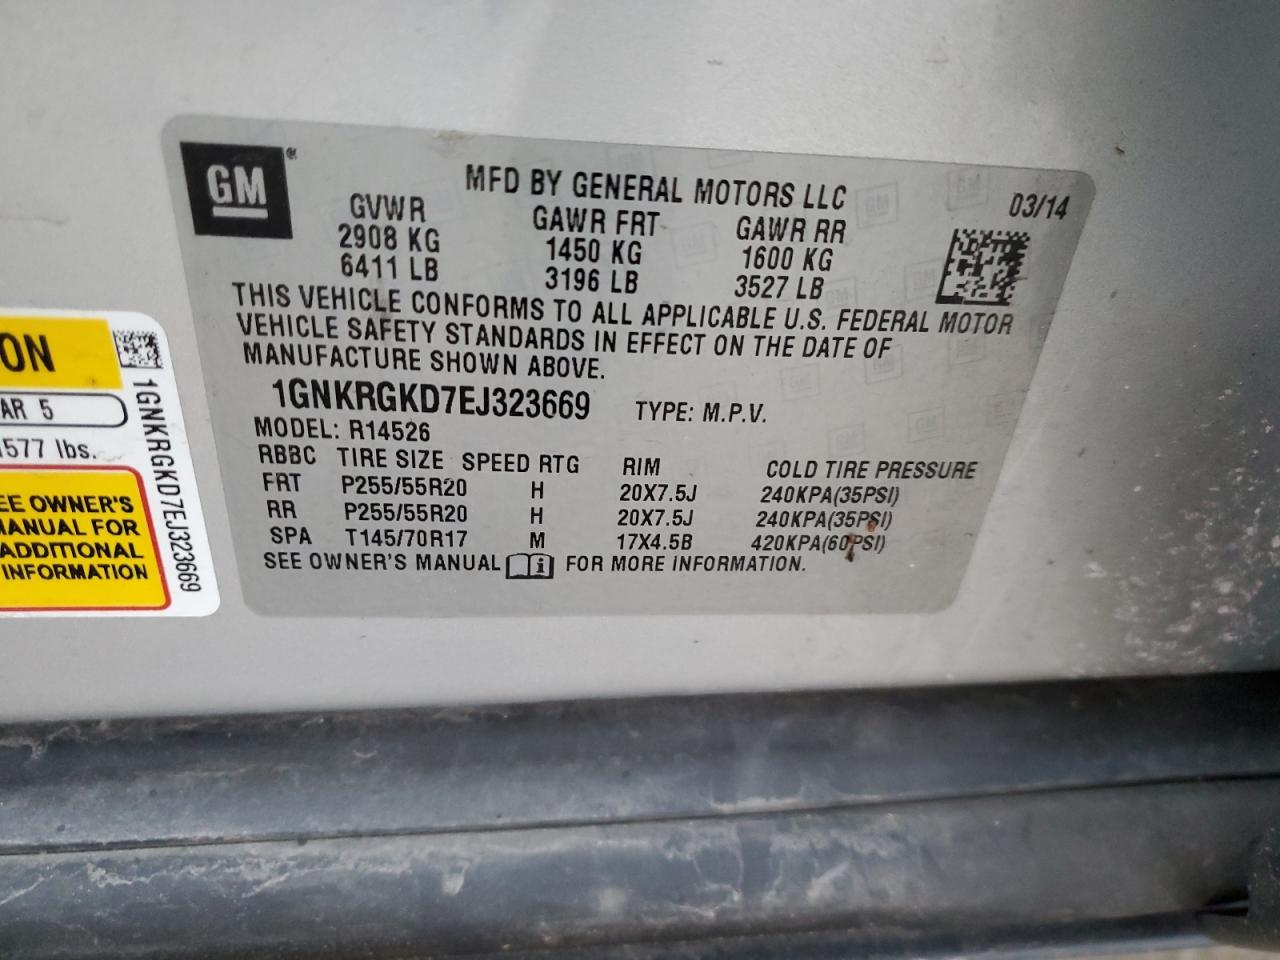 GM
MFD BY GENERAL MOTORS LLC
03/14
GVWR GAWR FRT GAWR RR
2908 KG 1450 KG 1600 KG
6411 LB 3196 LB 3527 LB
THIS VEHICLE CONFORMS TO ALL APPLICABLE U.S. FEDERAL MOTOR
VEHICLE SAFETY STANDARDS IN EFFECT ON THE DATE OF
MANUFACTURE SHOWN ABOVE.
1GNKRGKD7EJ323669 TYPE: M.P.V.
MODEL: R14526
RBBC TIRE SIZE SPEED RTG RIM COLD TIRE PRESSURE
FRT P255/55R20 H 20X7.5J 240KPA(35PSI)
RR P255/55R20 H 20X7.5J 240KPA(35PSI)
SPA T145/70R17 M 17X4.5B 420KPA(60PSI)
SEE OWNER'S MANUAL i FOR MORE INFORMATION.
ON
AR 5
577 lbs.
EE OWNER'S
ANUAL FOR
ADDITIONAL
INFORMATION
1GNKRGKD7EJ323669